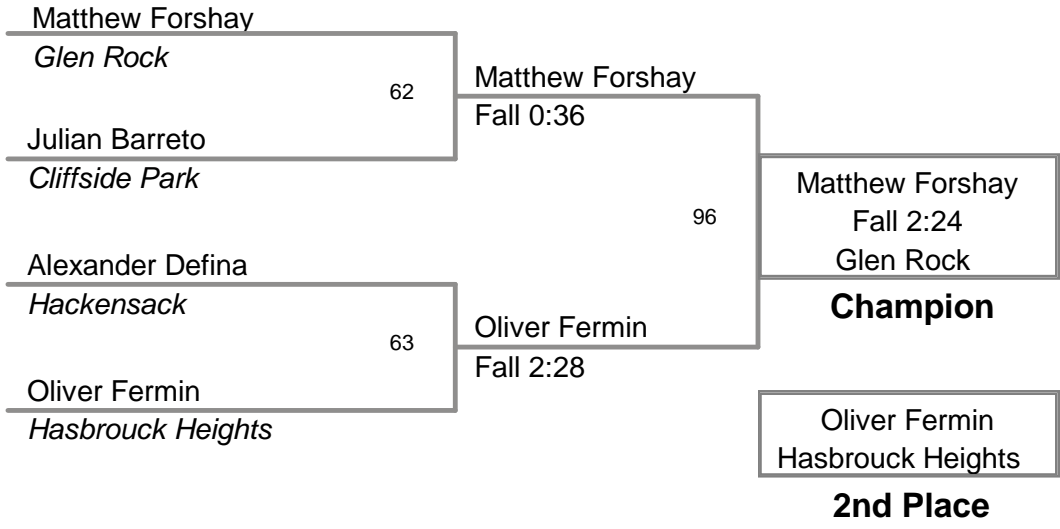 Matthew Forshay
Glen Rock
62
Julian Barreto
Cliffside Park
Matthew Forshay
Fall 0:36
Alexander Defina
Hackensack
63
Oliver Fermin
Hasbrouck Heights
Oliver Fermin
Fall 2:28
96
Matthew Forshay
Fall 2:24
Glen Rock
Champion
Oliver Fermin
Hasbrouck Heights
2nd Place